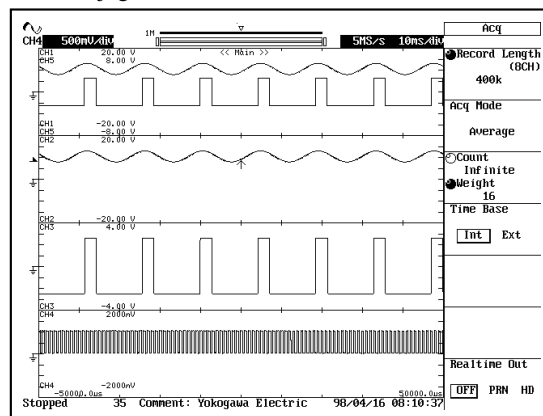 Acq
1M
CH4 500mV/div
5MS/s 10ms/div
CH1 20.00 V
CH5 8.00 V
<< Main >>
CH1 -20.00 V
CH5 -8.00 V
CH2 20.00 V
CH2 -20.00 V
CH3 4.00 V
CH3 -4.00 V
CH4 2000mV
CH4 -2000mV
-50000.0us
50000.0us
Stopped 35 Comment: Yokogawa Electric 98/04/16 08:10:37
Record Length
(8CH)
400k
Acq Mode
Average
Count
Infinite
Weight
16
Time Base
Int Ext
Realtime Out
OFF PRN HD